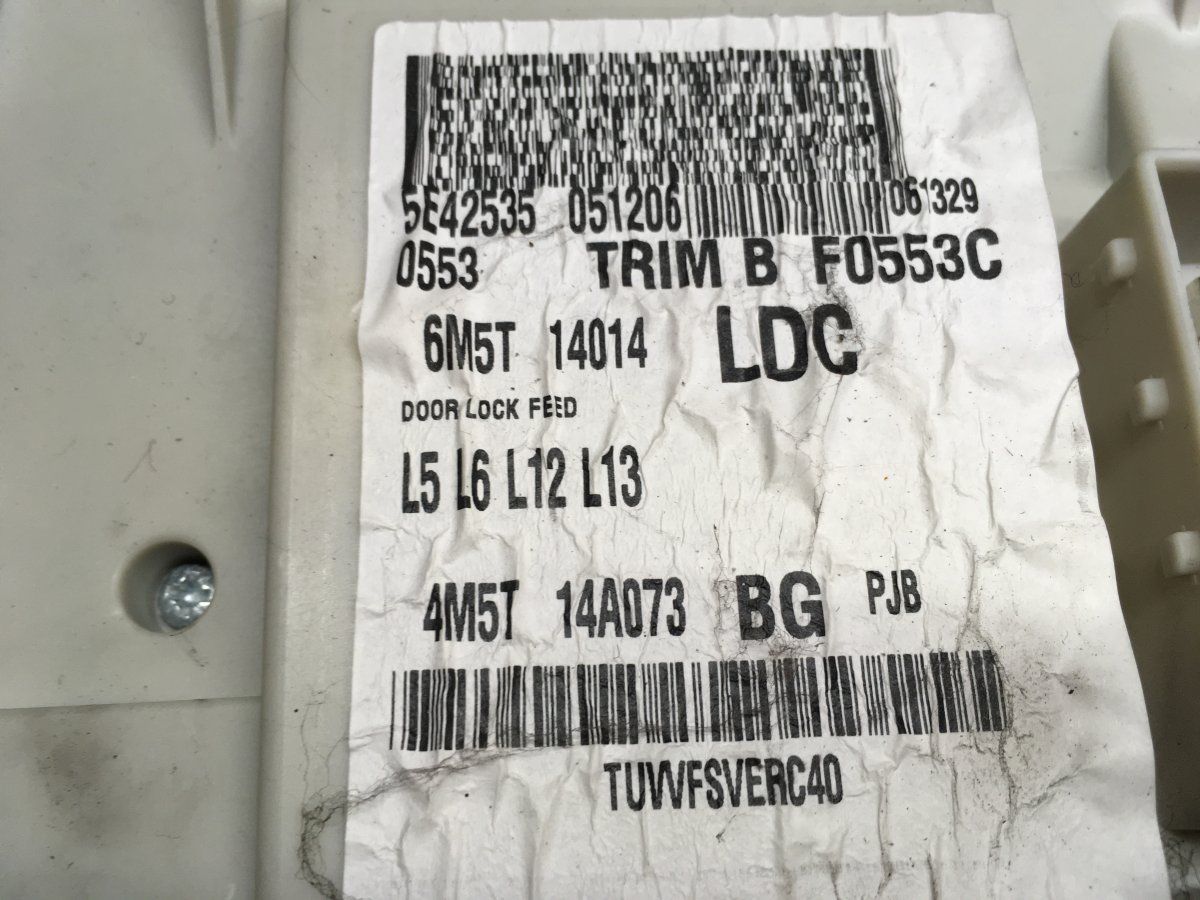 5E42535 051206 061329
0553 TRIM B F0553C
6M5T 14014 LDC
DOOR LOCK FEED
L5 L6 L12 L13
4M5T 14A073 BG PJB
TUVVFSVERC40